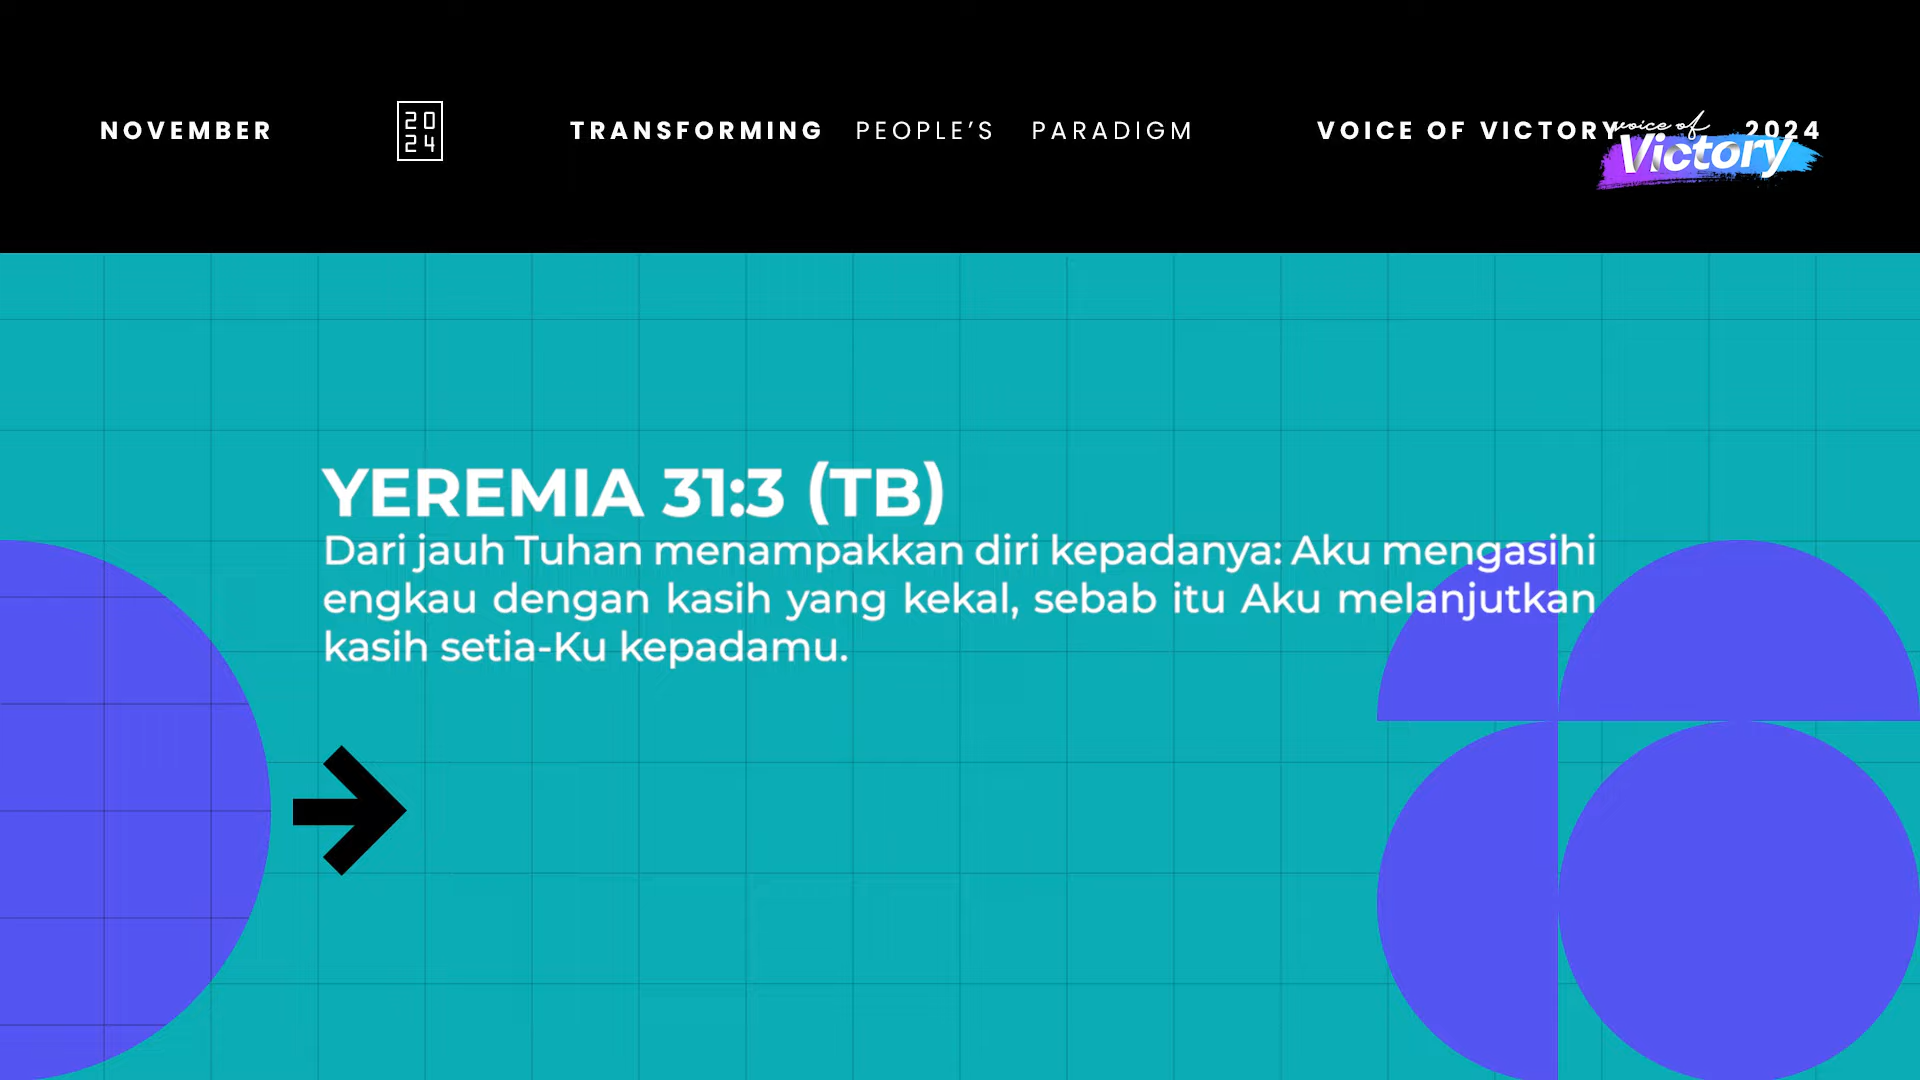 NOVEMBER
20
24
TRANSFORMING PEOPLE’S PARADIGM
VOICE OF VICTORY
2024
voice of
Victory
YEREMIA 31:3 (TB)
Dari jauh Tuhan menampakkan diri kepadanya: Aku mengasihi
engkau dengan kasih yang kekal, sebab itu Aku melanjutkan
kasih setia-Ku kepadamu.